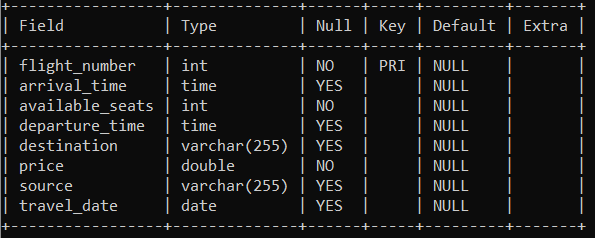 +-----------------+--------------+------+-----+---------+-------+
| Field           | Type         | Null | Key | Default | Extra |
+-----------------+--------------+------+-----+---------+-------+
| flight_number   | int          | NO   | PRI | NULL    |       |
| arrival_time    | time         | YES  |     | NULL    |       |
| available_seats | int          | NO   |     | NULL    |       |
| departure_time  | time         | YES  |     | NULL    |       |
| destination     | varchar(255) | YES  |     | NULL    |       |
| price           | double       | NO   |     | NULL    |       |
| source          | varchar(255) | YES  |     | NULL    |       |
| travel_date     | date         | YES  |     | NULL    |       |
+-----------------+--------------+------+-----+---------+-------+